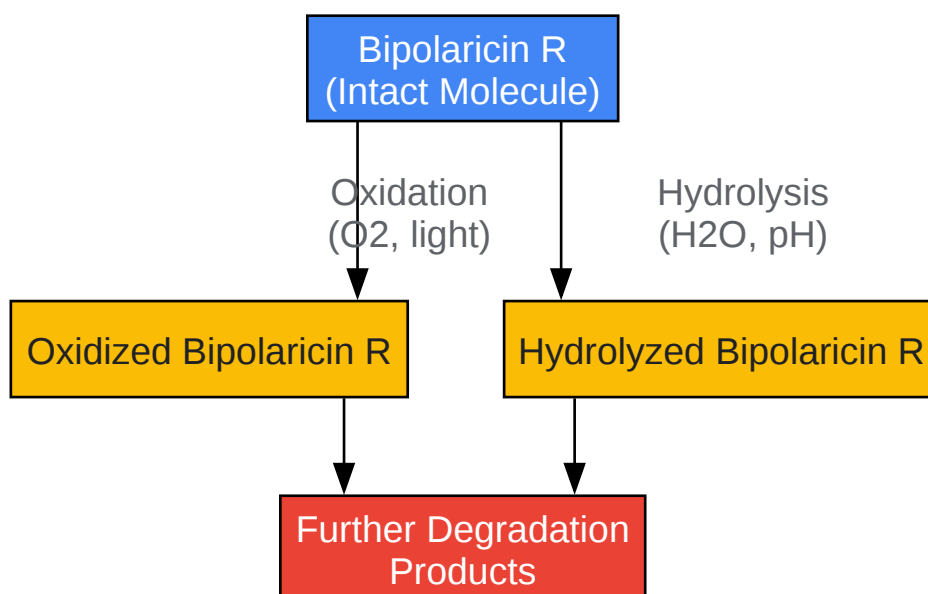 Bipolaricin R
(Intact Molecule)
Oxidation
(O2, light)
Hydrolysis
(H2O, pH)
Oxidized Bipolaricin R
Hydrolyzed Bipolaricin R
Further Degradation
Products